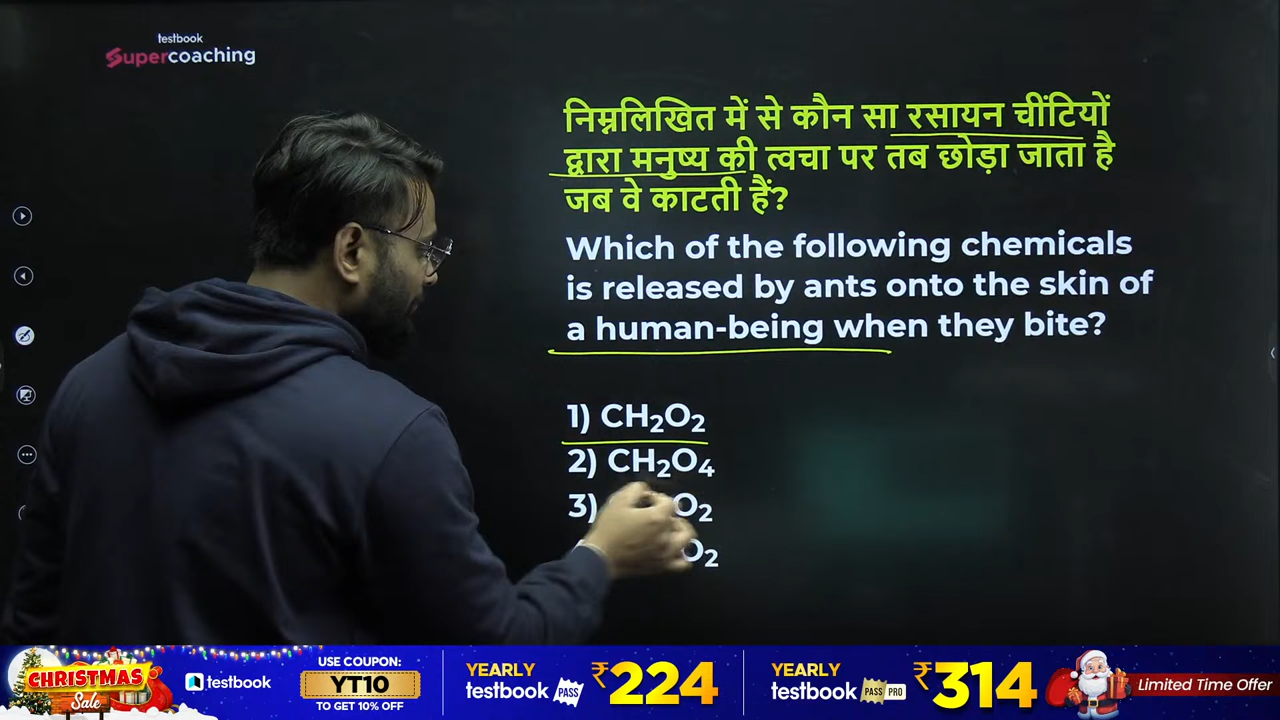 testbook
Supercoaching
निम्नलिखित में से कौन सा रसायन चींटियों
द्वारा मनुष्य की त्वचा पर तब छोड़ा जाता है
जब वे काटती हैं?
Which of the following chemicals
is released by ants onto the skin of
a human-being when they bite?
1) CH₂O₂
2) CH₂O₄
3) O₂
O₂
CHRISTMAS
Sale
testbook
USE COUPON:
YT10
TO GET 10% OFF
YEARLY
testbook PASS
₹224
YEARLY
testbook PASS PRO
₹314
Limited Time Offer